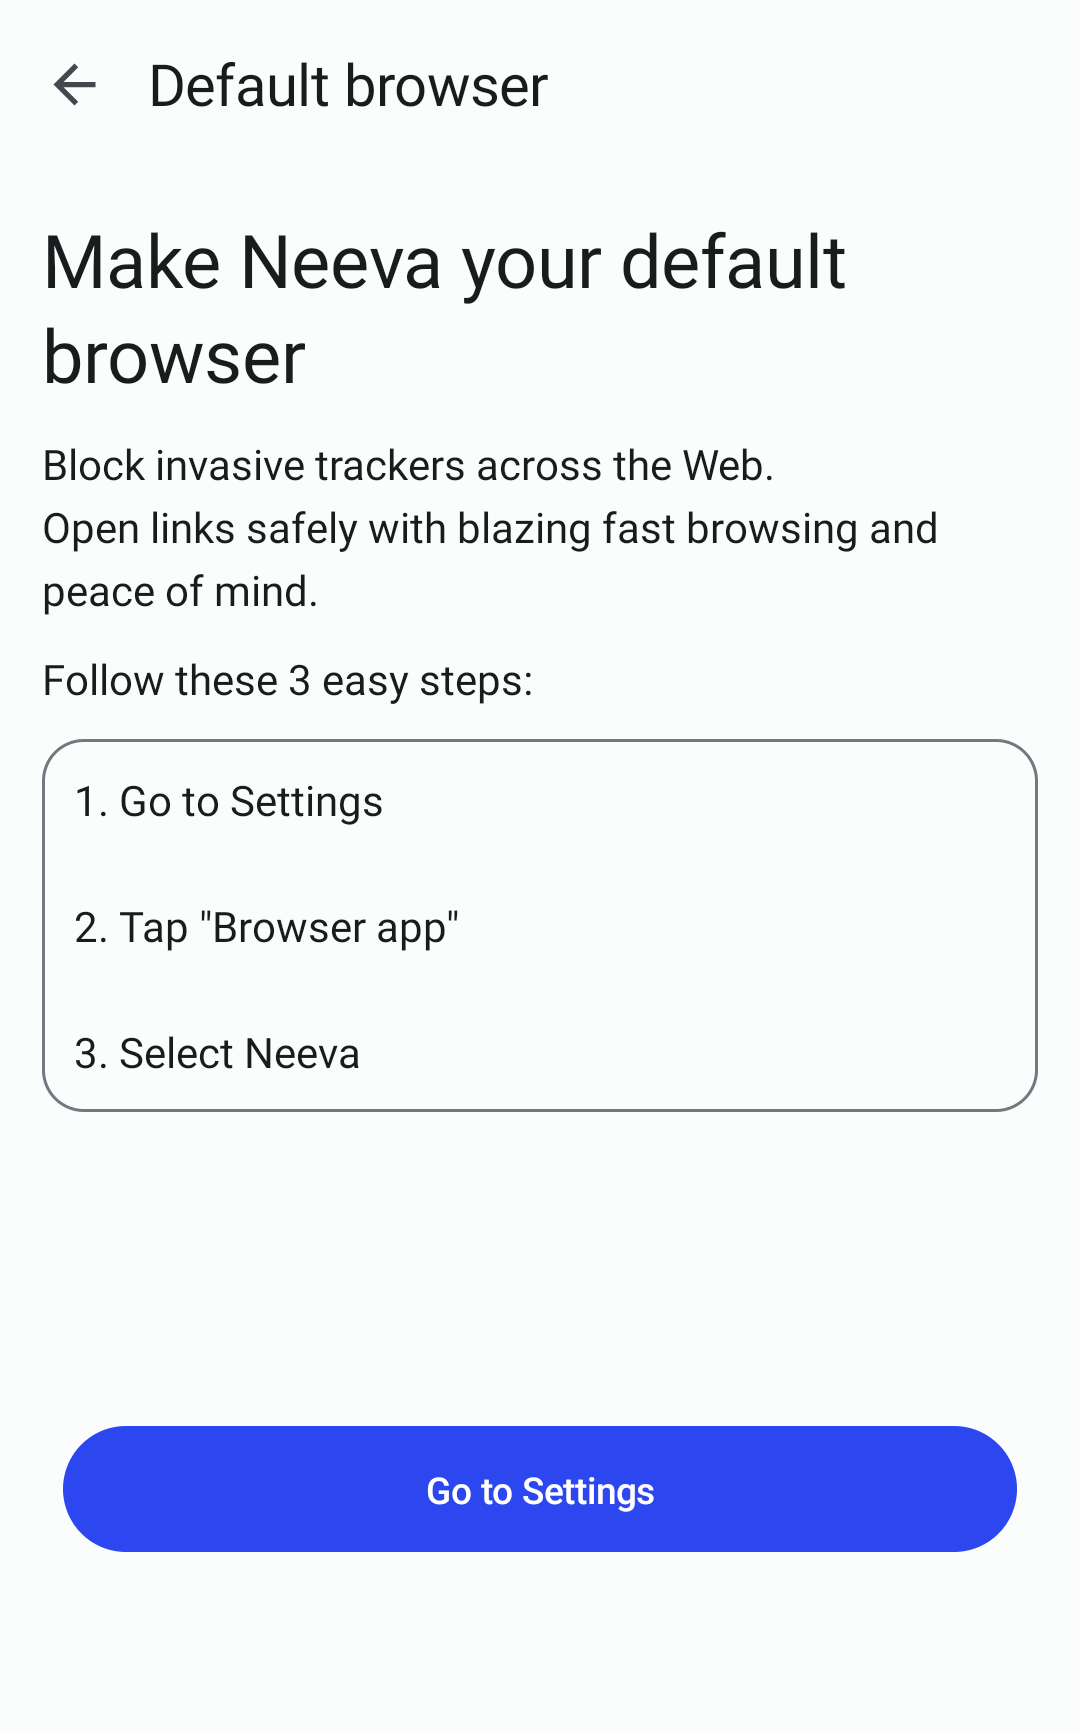 Default browser
Make Neeva your default
browser
Block invasive trackers across the Web.
Open links safely with blazing fast browsing and
peace of mind.
Follow these 3 easy steps:
1. Go to Settings
2. Tap "Browser app"
3. Select Neeva
Go to Settings